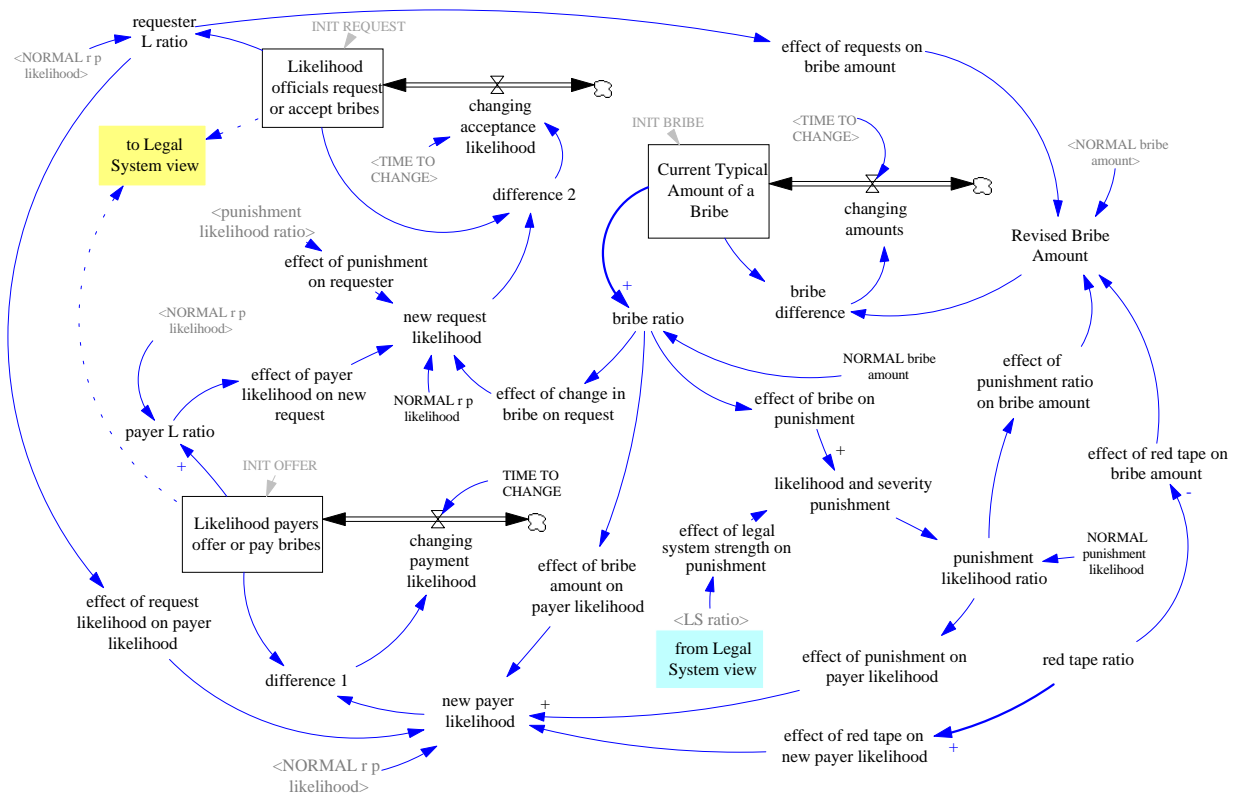 requester
L ratio
INIT REQUEST
<NORMAL r p
likelihood>
Likelihood
officials request
or accept bribes
changing
acceptance
likelihood
effect of requests on
bribe amount
to Legal
System view
<TIME TO
CHANGE>
INIT BRIBE
<TIME TO
CHANGE>
<NORMAL bribe
amount>
Current Typical
Amount of a
Bribe
difference 2
changing
amounts
<punishment
likelihood ratio>
Revised Bribe
Amount
effect of punishment
on requester
bribe
difference
+
<NORMAL r p
likelihood>
new request
likelihood
bribe ratio
NORMAL bribe
amount
effect of
punishment ratio
on bribe amount
effect of payer
likelihood on new
request
NORMAL r p
likelihood
effect of change in
bribe on request
effect of bribe on
punishment
payer L ratio
+
+
effect of red tape on
bribe amount
-
INIT OFFER
TIME TO
CHANGE
likelihood and severity
punishment
Likelihood payers
offer or pay bribes
changing
payment
likelihood
effect of legal
system strength on
punishment
NORMAL
punishment
likelihood
punishment
likelihood ratio
effect of bribe
amount on
payer likelihood
effect of request
likelihood on payer
likelihood
<LS ratio>
from Legal
System view
effect of punishment on
payer likelihood
red tape ratio
difference 1
new payer
likelihood
+
effect of red tape on
new payer likelihood
+
<NORMAL r p
likelihood>